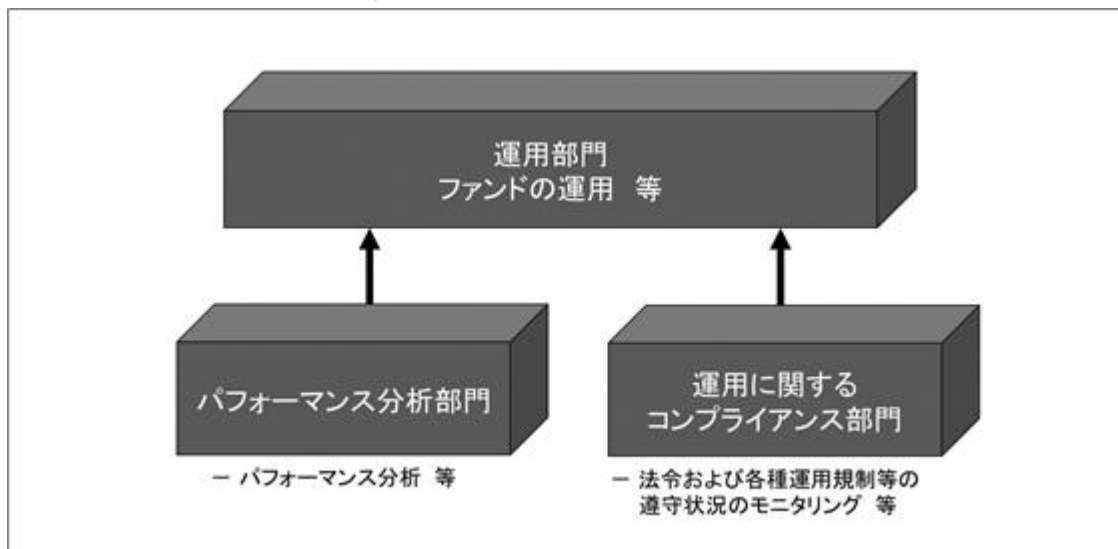 運用部門
ファンドの運用 等
パフォーマンス分析部門
運用に関する
コンプライアンス部門
－ パフォーマンス分析 等
－ 法令および各種運用規制等の
遵守状況のモニタリング 等